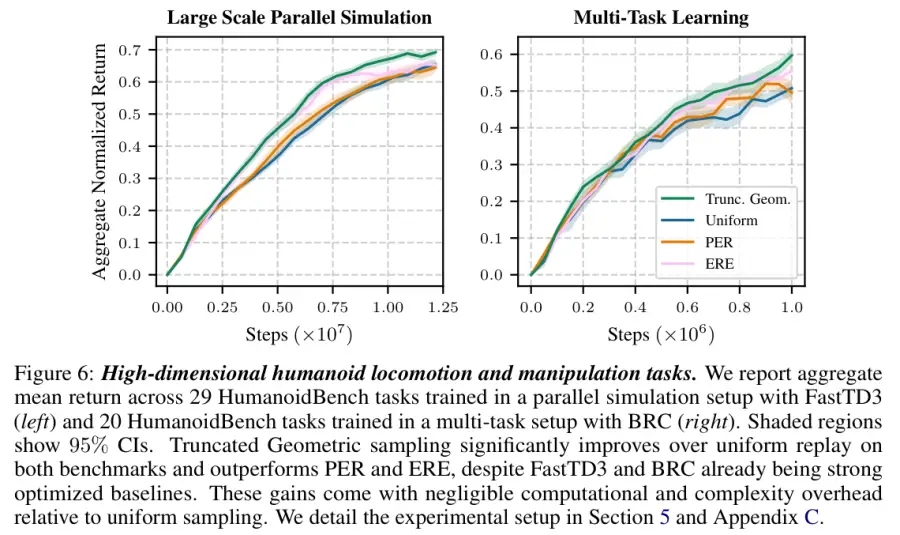 Large Scale Parallel Simulation
Multi-Task Learning
Aggregate Normalized Return
0.7
0.6
0.5
0.4
0.3
0.2
0.1
0.0
0.00 0.25 0.50 0.75 1.00 1.25
Steps (×10⁷)
0.6
0.5
0.4
0.3
0.2
0.1
0.0
0.0 0.2 0.4 0.6 0.8 1.0
Steps (×10⁶)
Trunc. Geom.
Uniform
PER
ERE
Figure 6: High-dimensional humanoid locomotion and manipulation tasks. We report aggregate
mean return across 29 HumanoidBench tasks trained in a parallel simulation setup with FastTD3
(left) and 20 HumanoidBench tasks trained in a multi-task setup with BRC (right). Shaded regions
show 95% CIs. Truncated Geometric sampling significantly improves over uniform replay on
both benchmarks and outperforms PER and ERE, despite FastTD3 and BRC already being strong
optimized baselines. These gains come with negligible computational and complexity overhead
relative to uniform sampling. We detail the experimental setup in Section 5 and Appendix C.